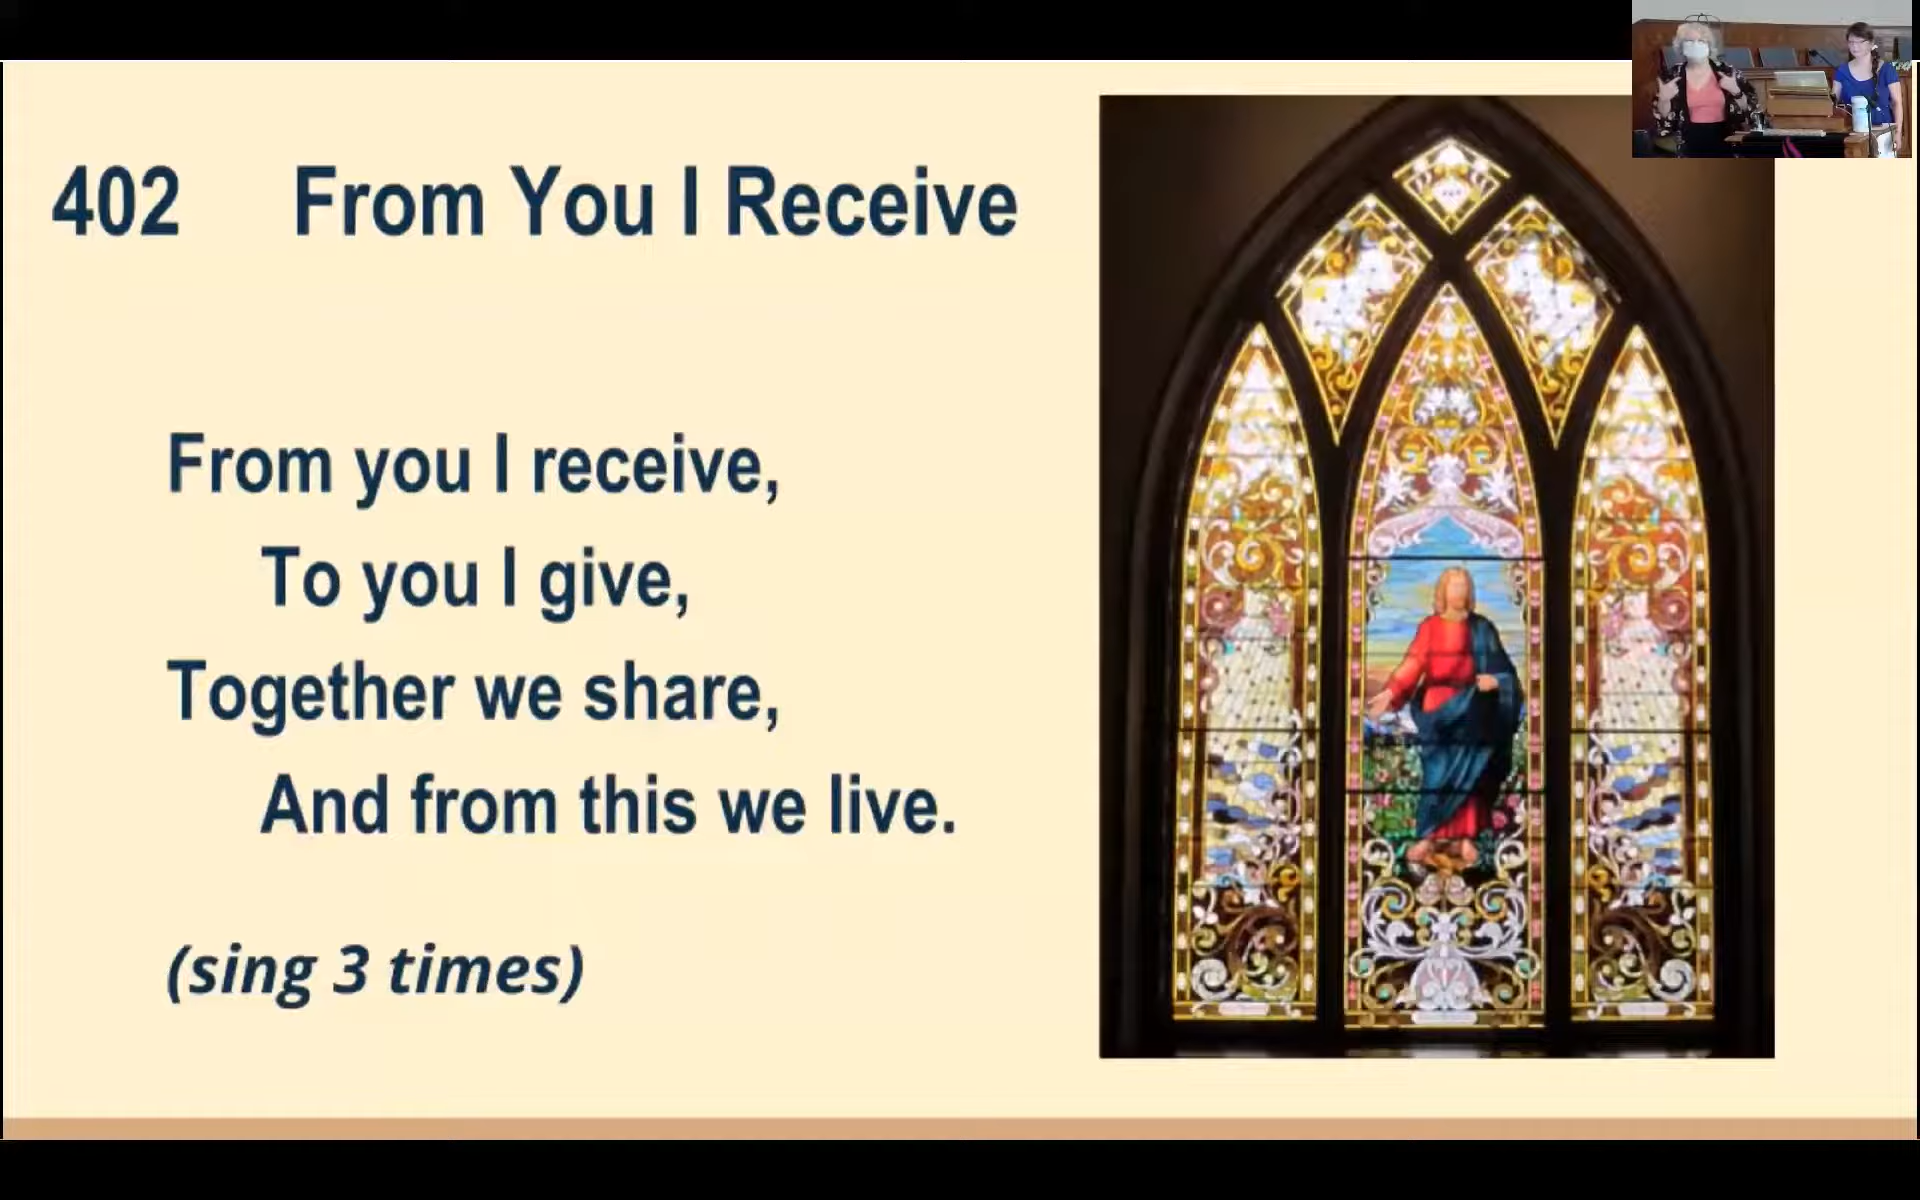 402 From You I Receive
From you I receive,
To you I give,
Together we share,
And from this we live.
(sing 3 times)